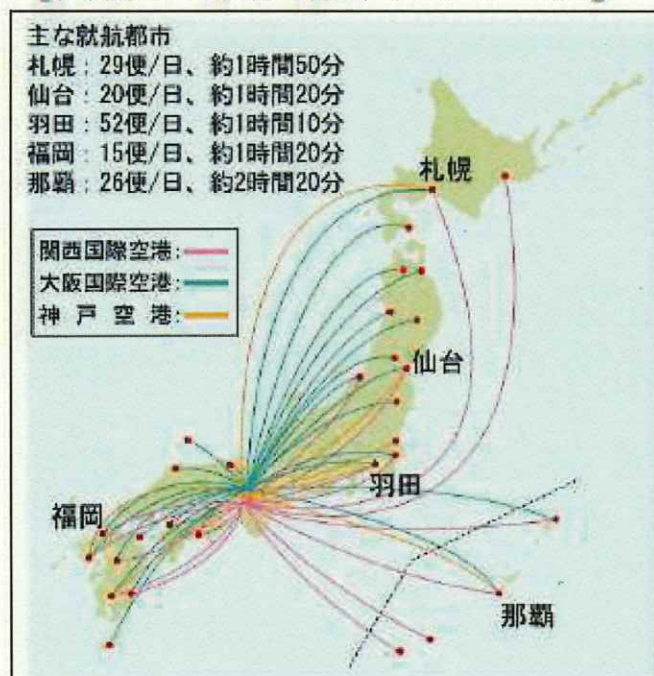 主な就航都市
札幌：29便/日、約1時間50分
仙台：20便/日、約1時間20分
羽田：52便/日、約1時間10分
福岡：15便/日、約1時間20分
那覇：26便/日、約2時間20分
札幌
関西国際空港：
大阪国際空港：
神戸空港：
仙台
羽田
福岡
那覇